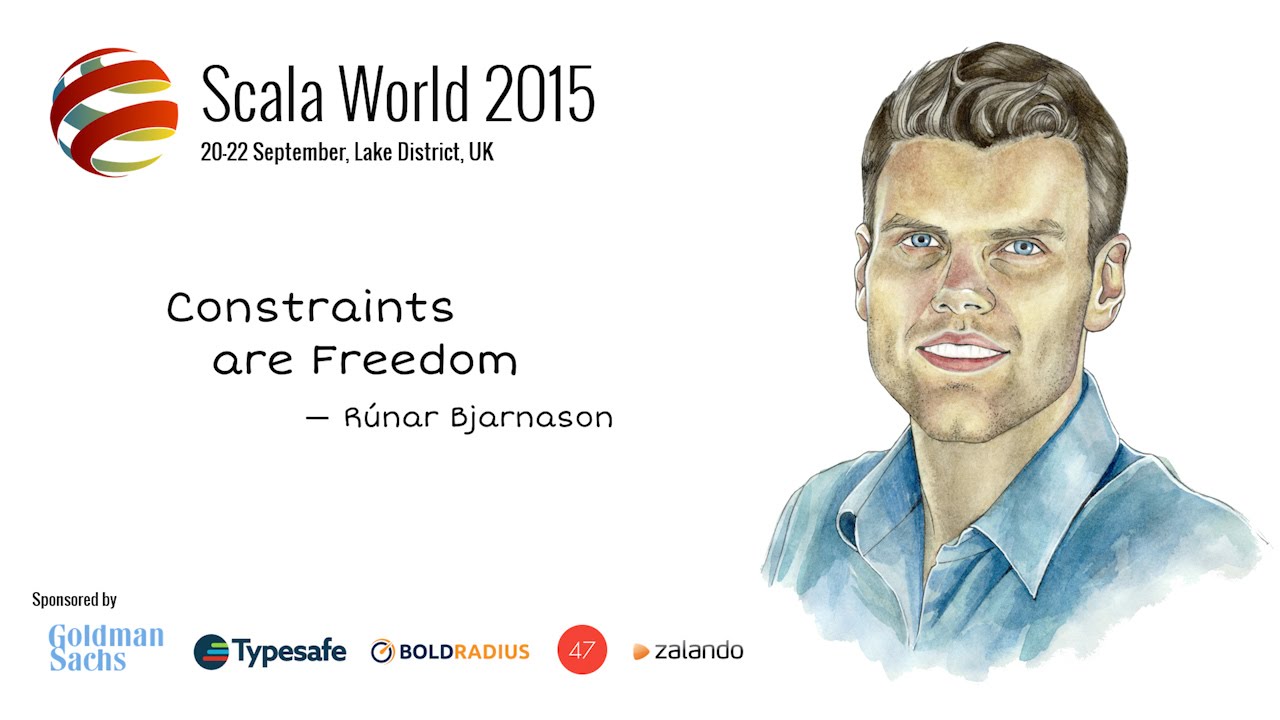 Scala World 2015
20-22 September, Lake District, UK
Constraints
are Freedom
— Rúnar Bjarnason
Sponsored by
Goldman
Sachs
Typesafe
BOLDRADIUS
47
zalando